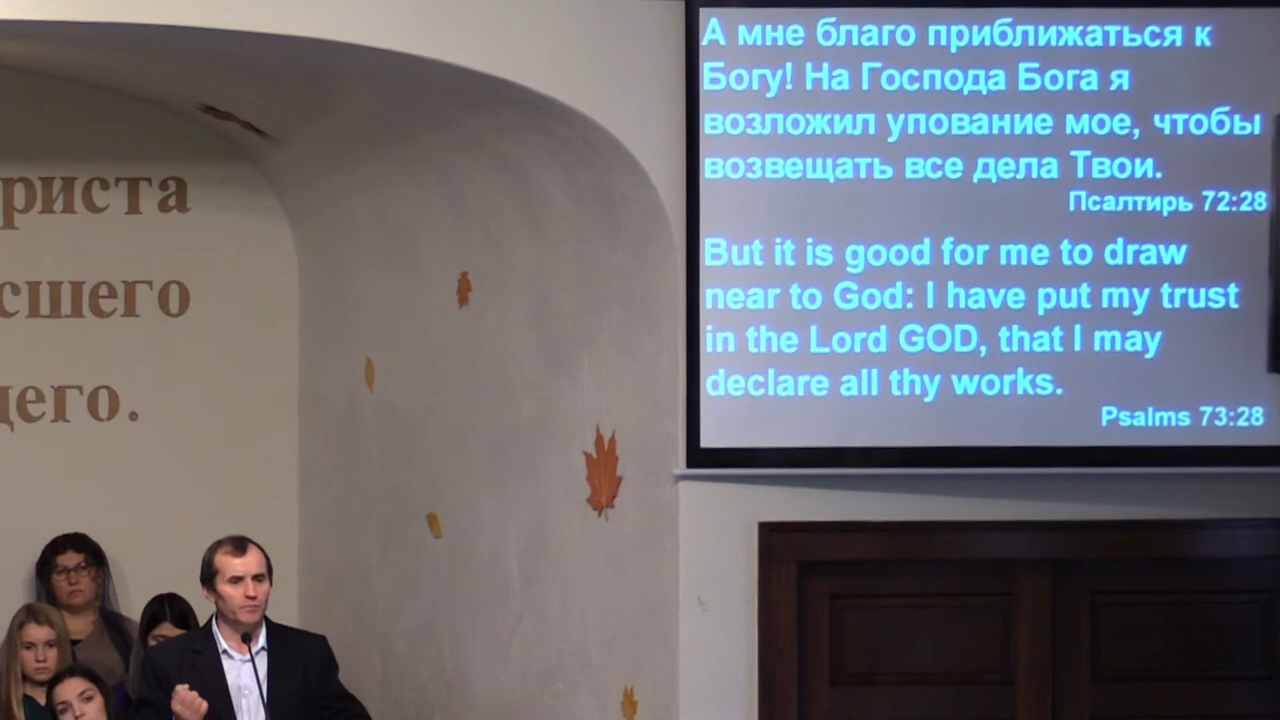 А мне благо приближаться к
Богу! На Господа Бога я
возложил упование мое, чтобы
возвещать все дела Твои.
Псалтирь 72:28
But it is good for me to draw
near to God: I have put my trust
in the Lord GOD, that I may
declare all thy works.
Psalms 73:28
риста
сшего
щего.